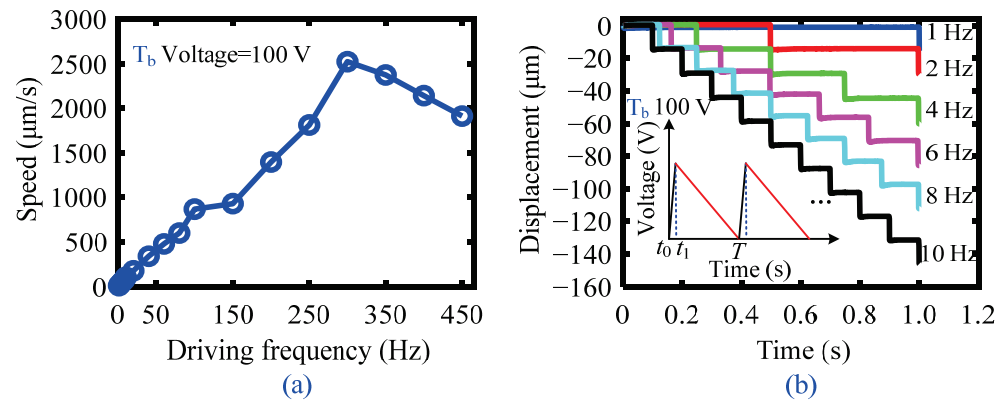 3000
2500
2000
1500
1000
500
0
Speed (μm/s)
T_b Voltage=100 V
0 50 150 250 350 450
Driving frequency (Hz)
(a)
0
−20
−40
−60
−80
−100
−120
−140
−160
Displacement (μm)
1 Hz
2 Hz
4 Hz
6 Hz
8 Hz
10 Hz
T_b 100 V
Voltage (V)
...
t_0 t_1 T
Time (s)
0 0.2 0.4 0.6 0.8 1.0 1.2
Time (s)
(b)